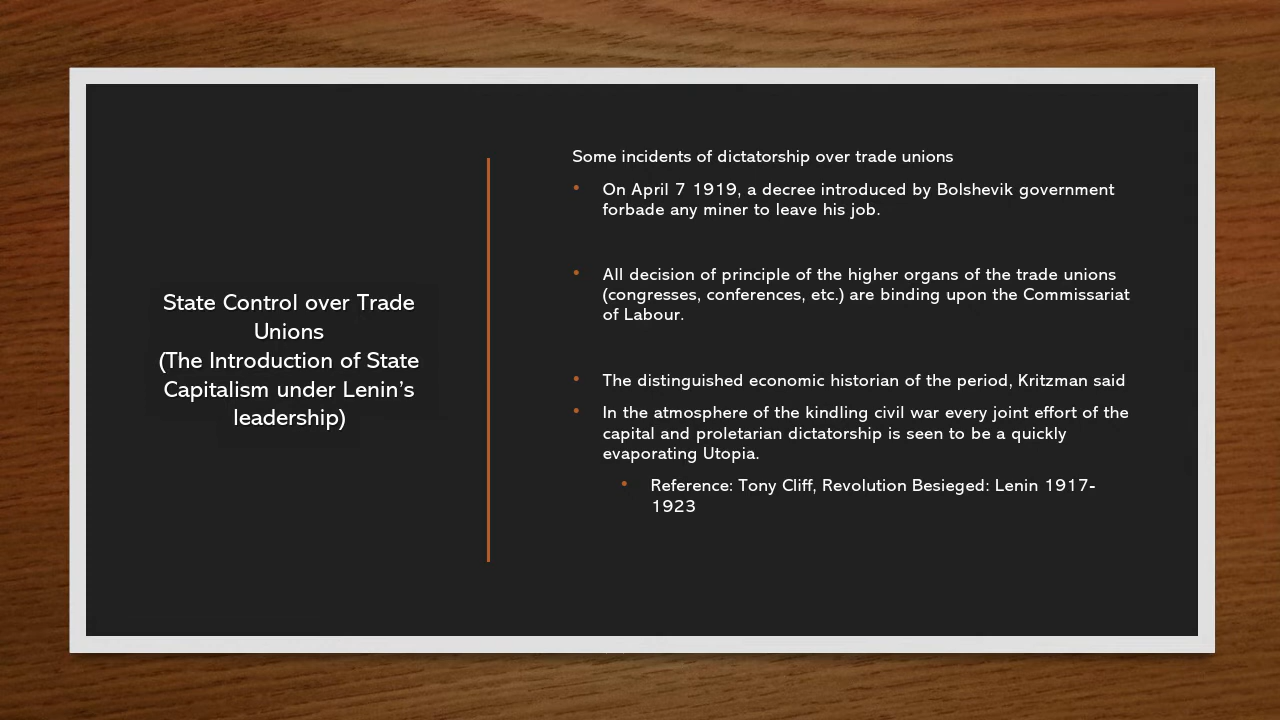 State Control over Trade
Unions
(The Introduction of State
Capitalism under Lenin’s
leadership)
Some incidents of dictatorship over trade unions
• On April 7 1919, a decree introduced by Bolshevik government
forbade any miner to leave his job.
• All decision of principle of the higher organs of the trade unions
(congresses, conferences, etc.) are binding upon the Commissariat
of Labour.
• The distinguished economic historian of the period, Kritzman said
• In the atmosphere of the kindling civil war every joint effort of the
capital and proletarian dictatorship is seen to be a quickly
evaporating Utopia.
• Reference: Tony Cliff, Revolution Besieged: Lenin 1917-
1923